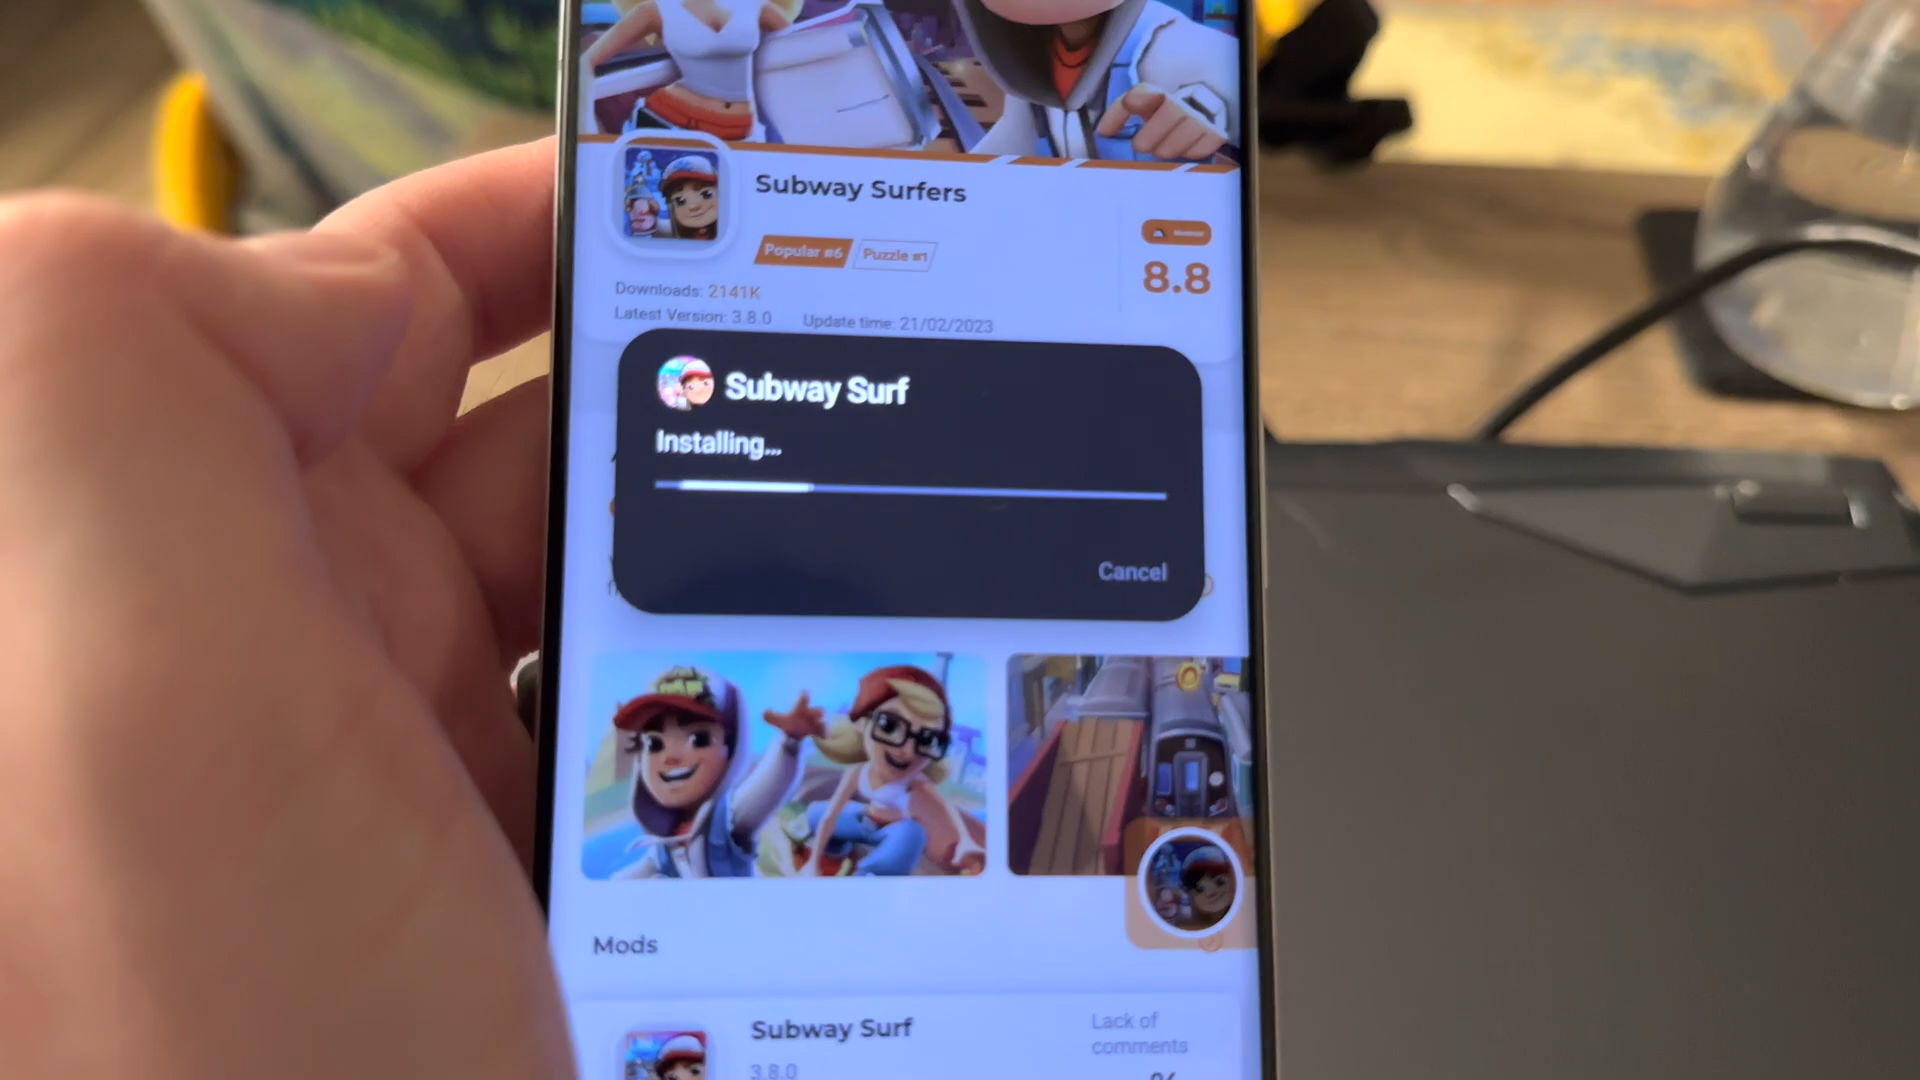 Subway Surfers
Popular #6
Puzzle #1
8.8
Downloads: 2141K
Latest Version: 3.8.0
Update time: 21/02/2023
Subway Surf
Installing...
Cancel
Mods
Subway Surf
3.8.0
Lack of
comments